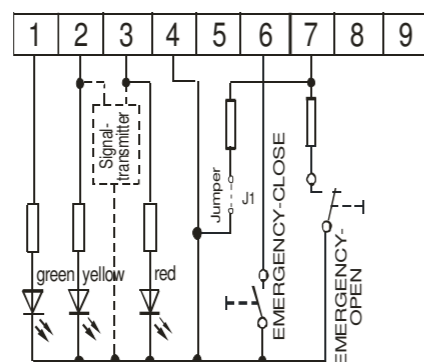 1 2 3 4 5 6 7 8 9
Signal-
transmitter
Jumper
J1
EMERGENCY-CLOSE
EMERGENCY-
OPEN
green yellow red